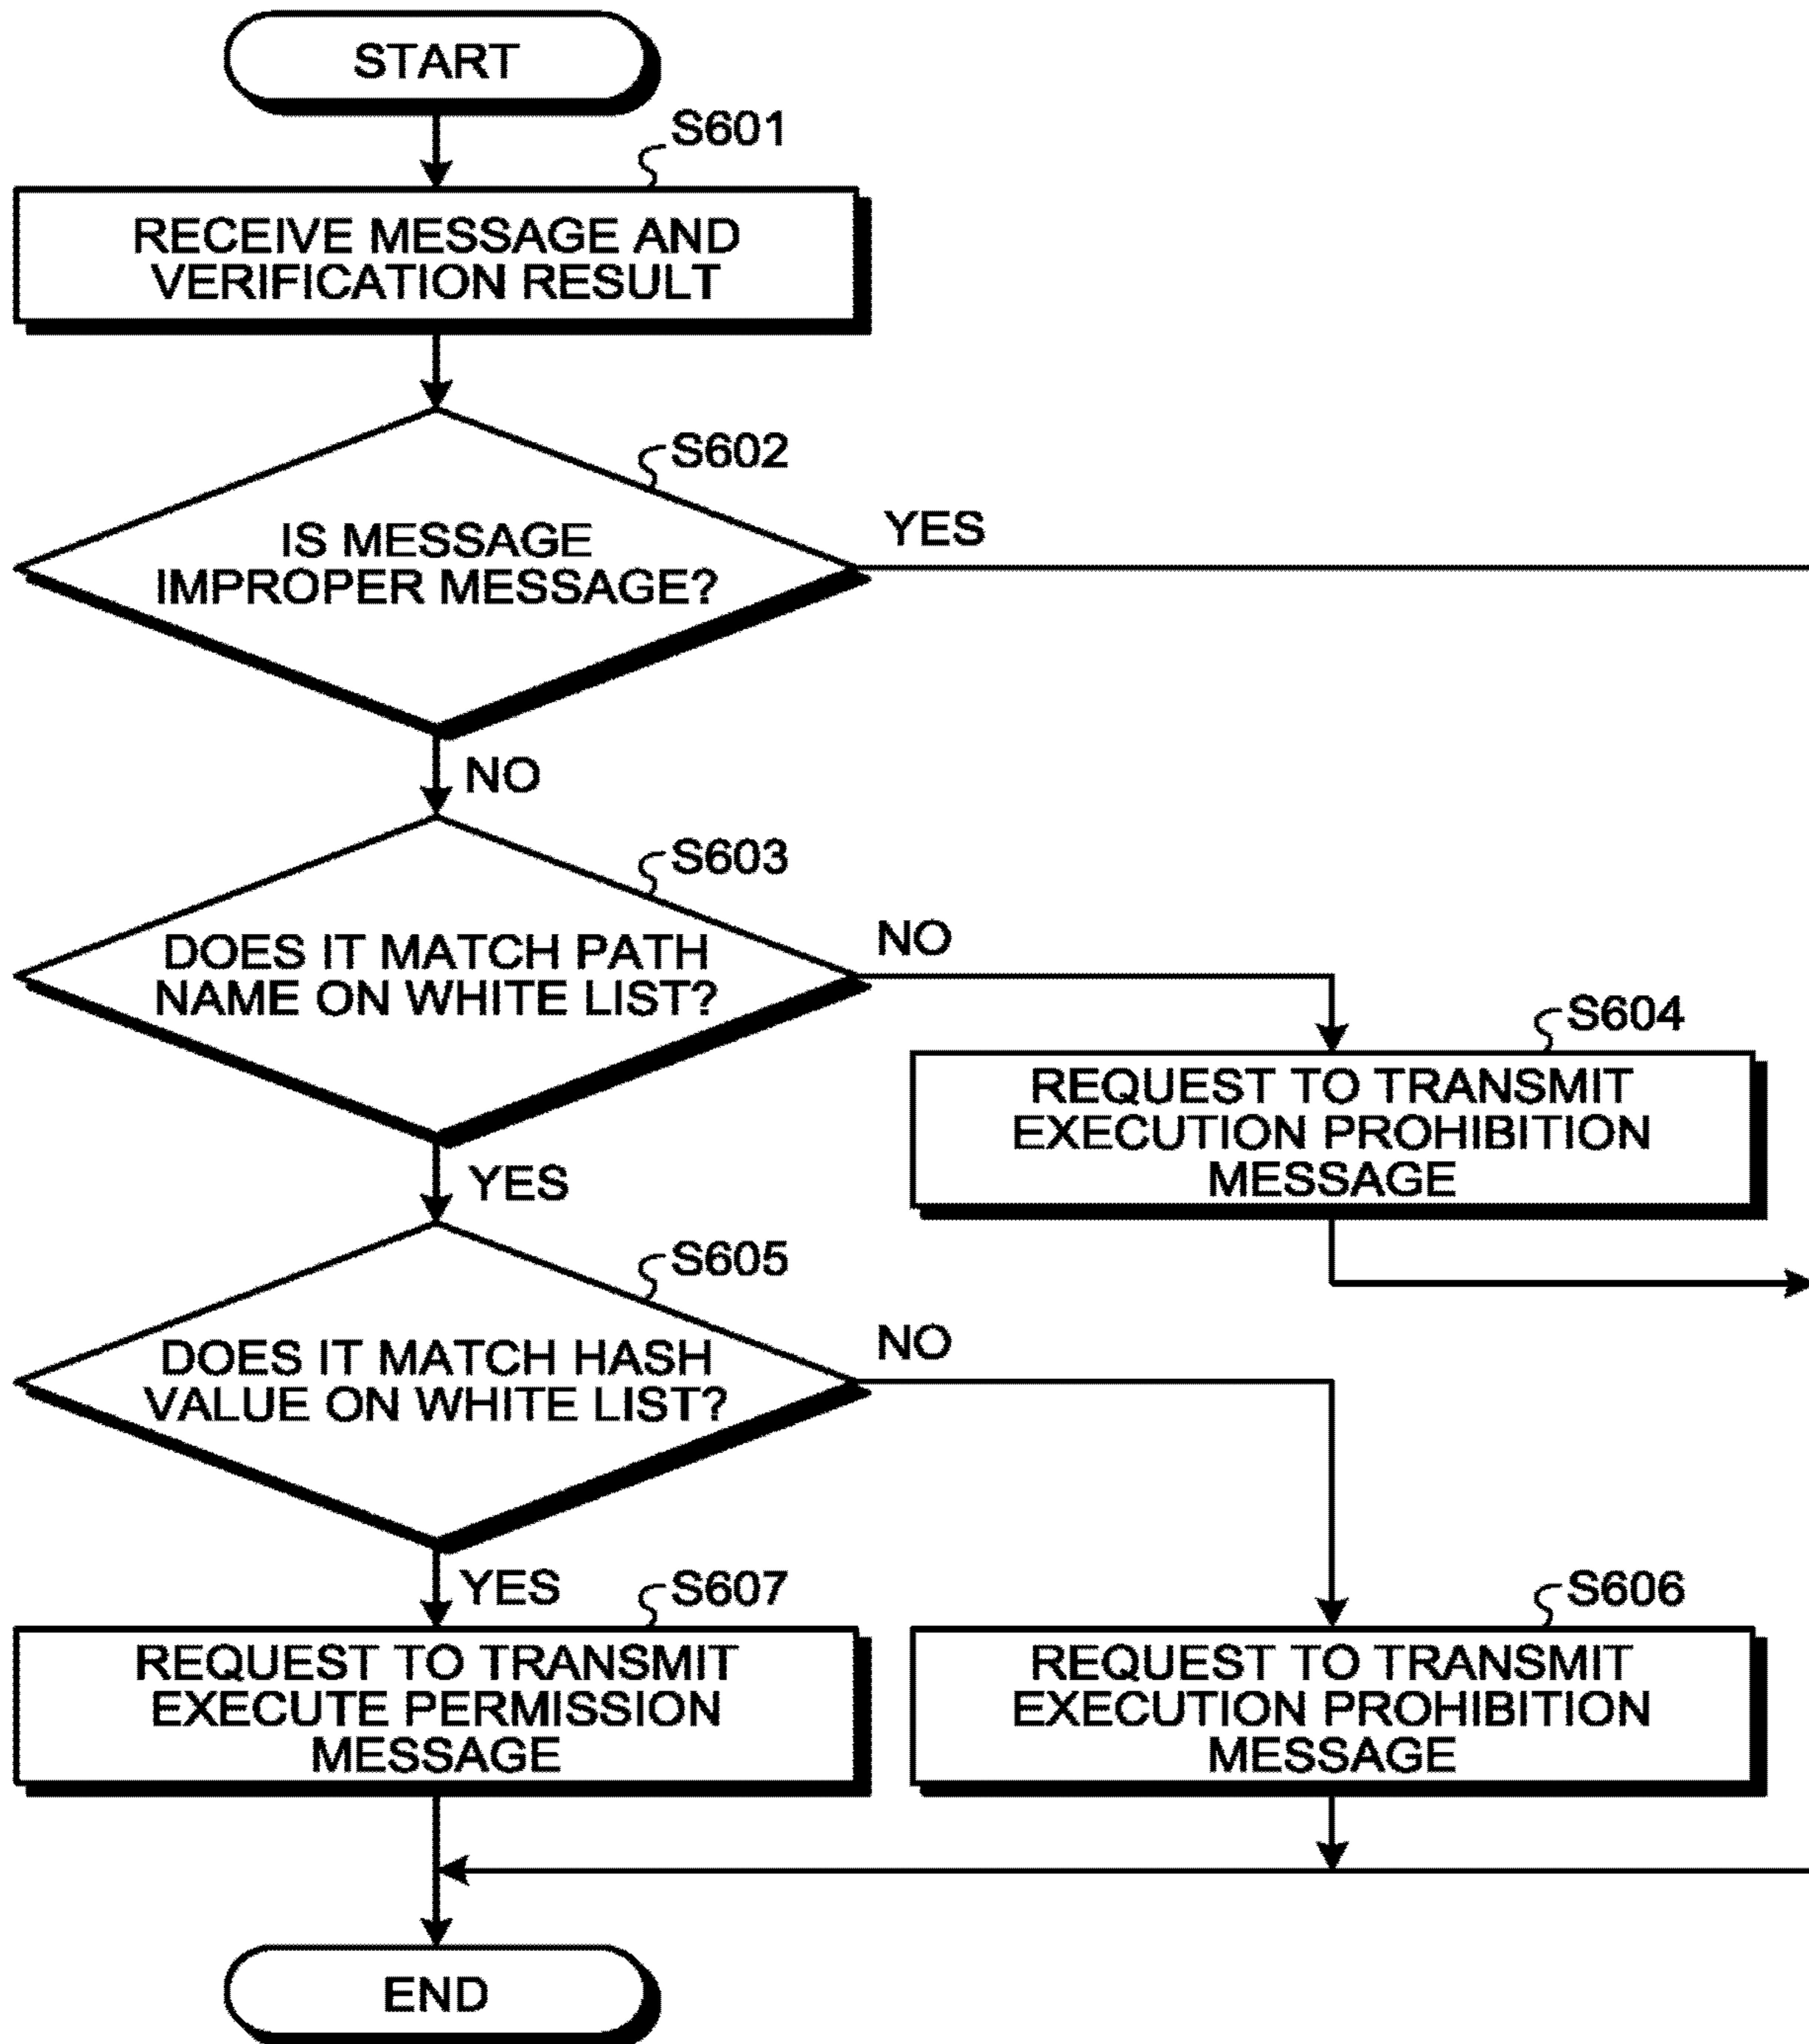 START
S601
RECEIVE MESSAGE AND
VERIFICATION RESULT
S602
IS MESSAGE
IMPROPER MESSAGE?
YES
NO
S603
DOES IT MATCH PATH
NAME ON WHITE LIST?
NO
S604
REQUEST TO TRANSMIT
EXECUTION PROHIBITION
MESSAGE
YES
S605
DOES IT MATCH HASH
VALUE ON WHITE LIST?
NO
YES
S607
REQUEST TO TRANSMIT
EXECUTE PERMISSION
MESSAGE
S606
REQUEST TO TRANSMIT
EXECUTION PROHIBITION
MESSAGE
END